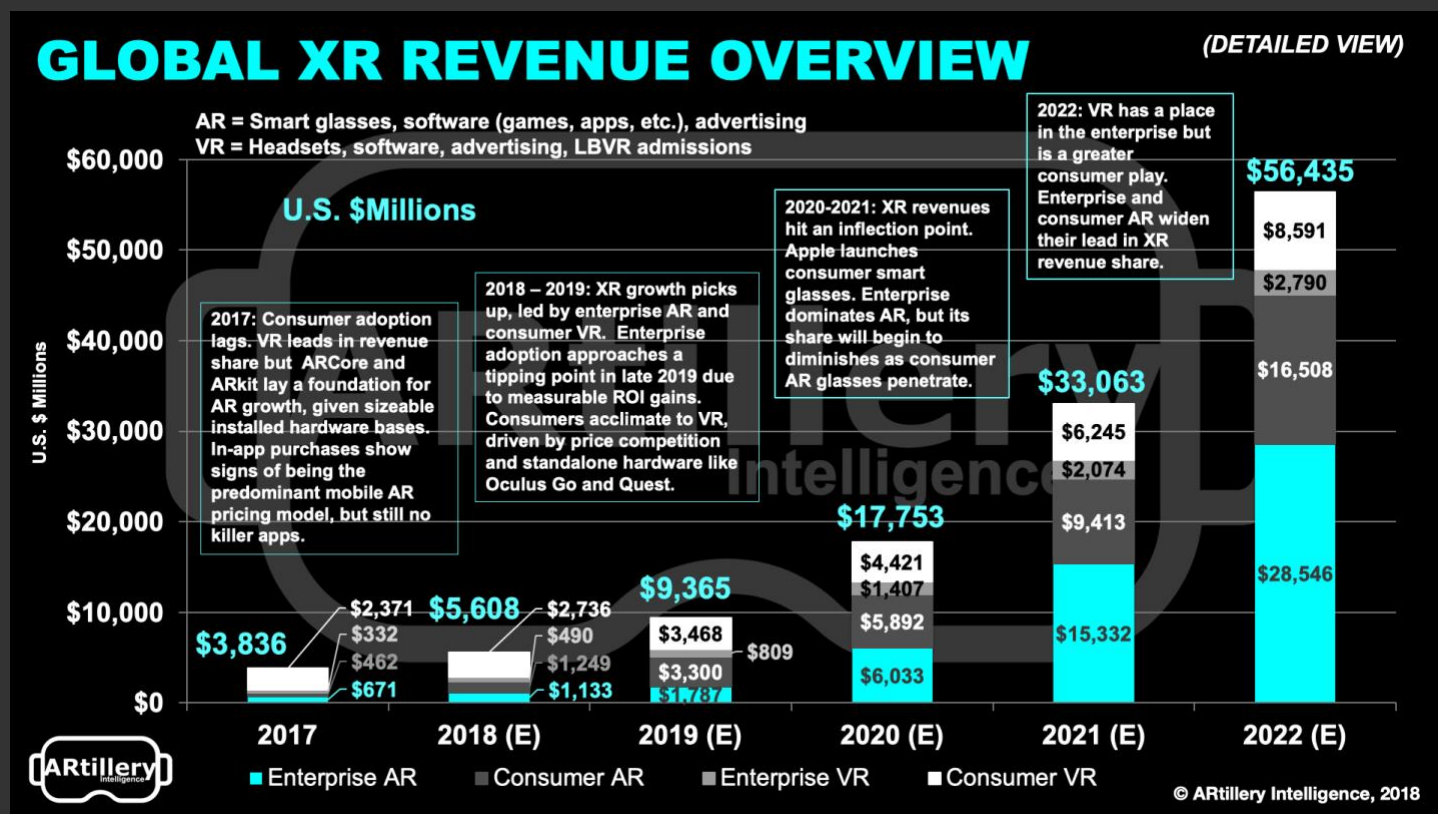 GLOBAL XR REVENUE OVERVIEW
(DETAILED VIEW)
AR = Smart glasses, software (games, apps, etc.), advertising
VR = Headsets, software, advertising, LBVR admissions
U.S. $Millions
U.S. $ Millions
$60,000
$50,000
$40,000
$30,000
$20,000
$10,000
$0
2017: Consumer adoption
lags. VR leads in revenue
share but ARCore and
ARkit lay a foundation for
AR growth, given sizeable
installed hardware bases.
In-app purchases show
signs of being the
predominant mobile AR
pricing model, but still no
killer apps.
2018 – 2019: XR growth picks
up, led by enterprise AR and
consumer VR. Enterprise
adoption approaches a
tipping point in late 2019 due
to measurable ROI gains.
Consumers acclimate to VR,
driven by price competition
and standalone hardware like
Oculus Go and Quest.
2020-2021: XR revenues
hit an inflection point.
Apple launches
consumer smart
glasses. Enterprise
dominates AR, but its
share will begin to
diminishes as consumer
AR glasses penetrate.
2022: VR has a place
in the enterprise but
is a greater
consumer play.
Enterprise and
consumer AR widen
their lead in XR
revenue share.
$3,836
$2,371
$332
$462
$671
$5,608
$2,736
$490
$1,249
$1,133
$9,365
$3,468
$809
$3,300
$1,787
$17,753
$4,421
$1,407
$5,892
$6,033
$33,063
$6,245
$2,074
$9,413
$15,332
$56,435
$8,591
$2,790
$16,508
$28,546
2017
2018 (E)
2019 (E)
2020 (E)
2021 (E)
2022 (E)
Enterprise AR
Consumer AR
Enterprise VR
Consumer VR
ARtillery
Intelligence
ARtillery
Intelligence
© ARtillery Intelligence, 2018